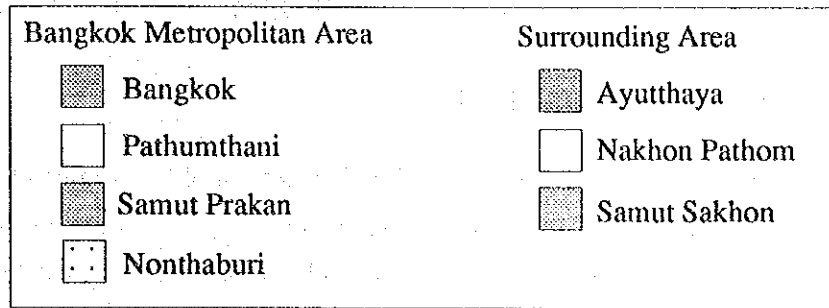 Bangkok Metropolitan Area
Bangkok
Pathumthani
Samut Prakan
Nonthaburi
Surrounding Area
Ayutthaya
Nakhon Pathom
Samut Sakhon